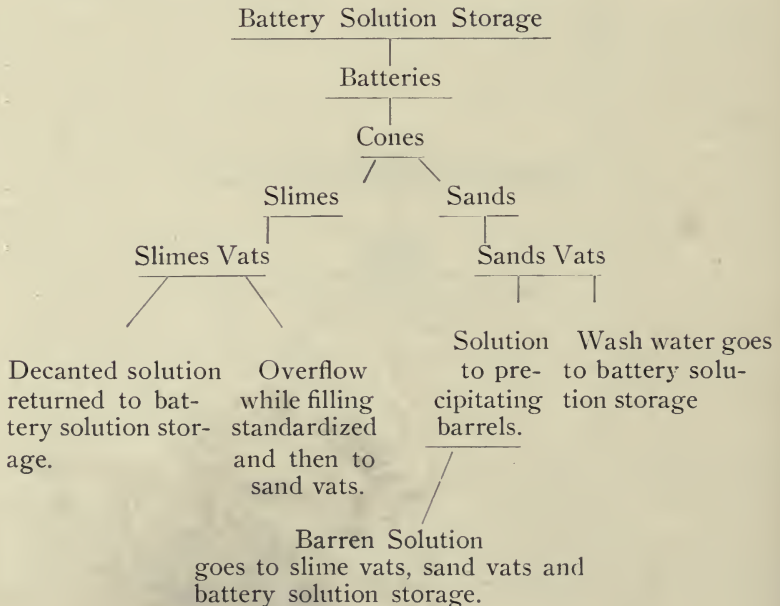 Battery Solution Storage
Batteries
Cones
Slimes
Sands
Slimes Vats
Sands Vats
Decanted solution
returned to bat-
tery solution stor-
age.
Overflow
while filling
standardized
and then to
sand vats.
Solution
to pre-
cipitating
barrels.
Wash water goes
to battery solu-
tion storage
Barren Solution
goes to slime vats, sand vats and
battery solution storage.